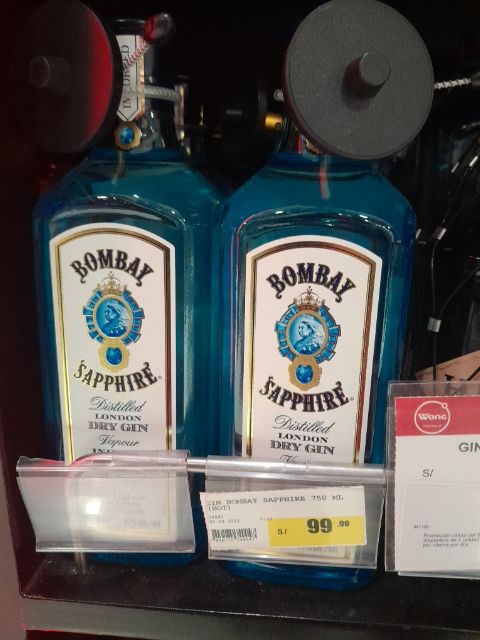 IMPORTED
BOMBAY
SAPPHIRE®
Distilled
LONDON
DRY GIN
Vapour
BOMBAY
SAPPHIRE®
Distilled
LONDON
DRY GIN
GIN BOMBAY SAPPHIRE 750 ML
(BOT)
S/ 99.90
Wong
GIN
S/